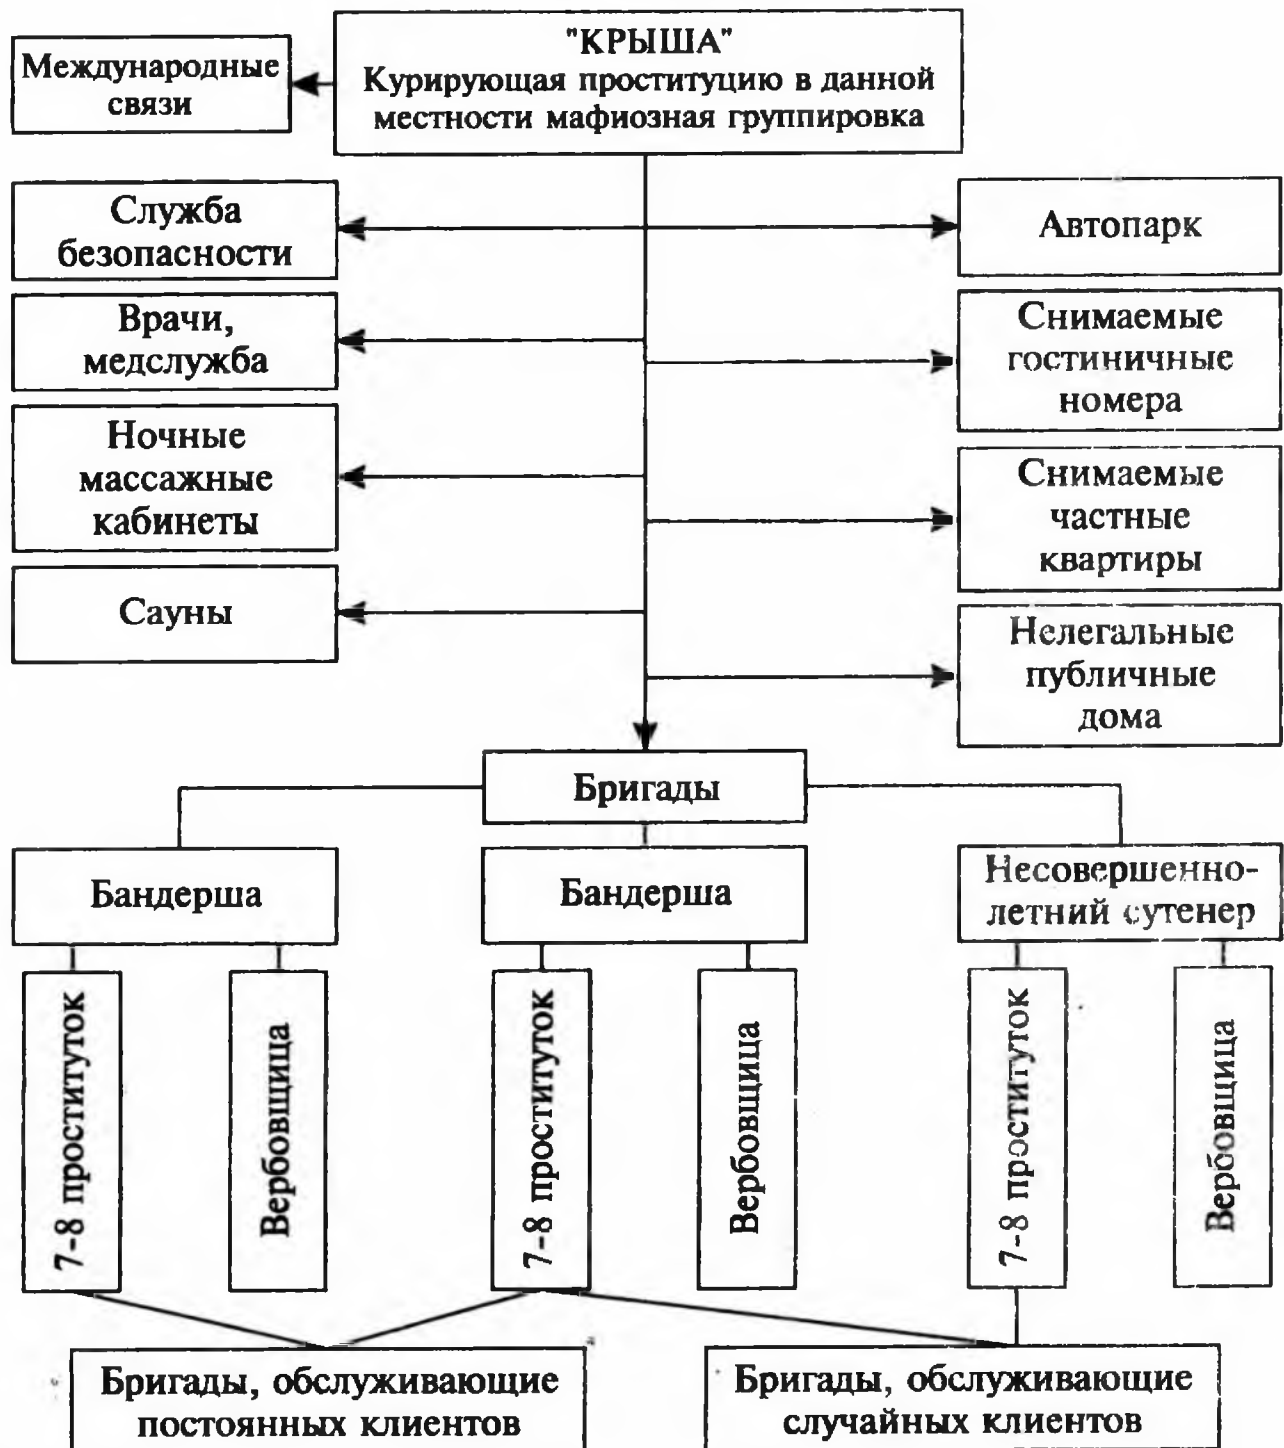 "КРЫША"
Курирующая проституцию в данной
местности мафиозная группировка
Международные
связи
Служба
безопасности
Автопарк
Врачи,
медслужба
Снимаемые
гостиничные
номера
Ночные
массажные
кабинеты
Снимаемые
частные
квартиры
Сауны
Нелегальные
публичные
дома
Бригады
Бандерша
Бандерша
Несовершенно-
летний сутенер
7-8 проституток
Вербовщица
7-8 проституток
Вербовщица
7-8 проституток
Вербовщица
Бригады, обслуживающие
постоянных клиентов
Бригады, обслуживающие
случайных клиентов